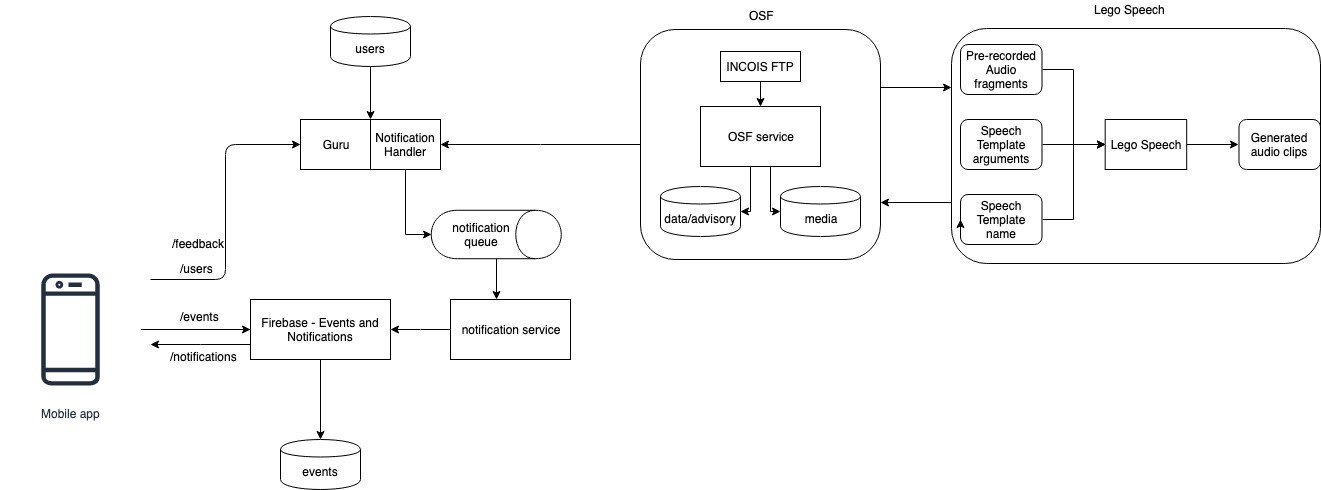 OSF
Lego Speech
users
INCOIS FTP
Pre-recorded
Audio
fragments
Guru
Notification
Handler
OSF service
Speech
Template
arguments
Lego Speech
Generated
audio clips
data/advisory
media
Speech
Template
name
notification
queue
/feedback
/users
/events
/notifications
Firebase - Events and
Notifications
notification service
Mobile app
events